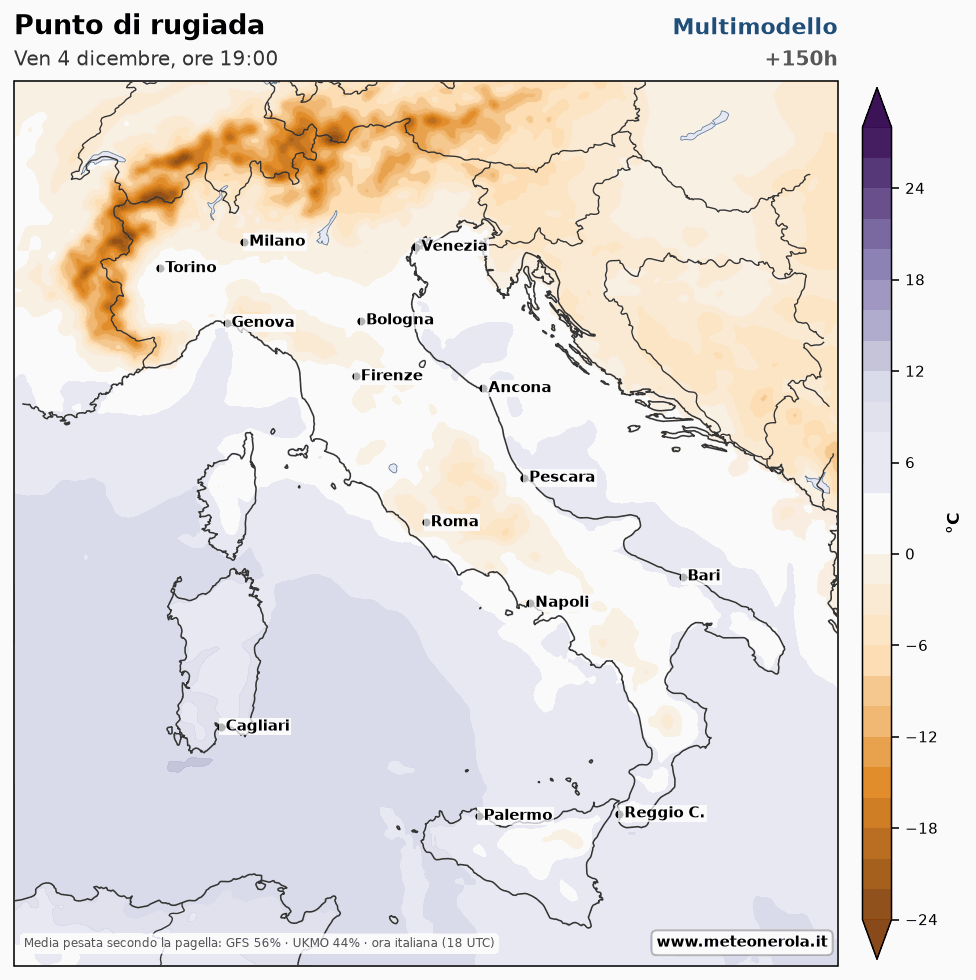 Punto di rugiada
Multimodello
Ven 4 dicembre, ore 19:00
+150h
Milano
Venezia
Torino
Genova
Bologna
Firenze
Ancona
Pescara
Roma
Bari
Napoli
Cagliari
Palermo
Reggio C.
24
18
12
6
0
−6
−12
−18
−24
°C
Media pesata secondo la pagella: GFS 56% · UKMO 44% · ora italiana (18 UTC)
www.meteonerola.it